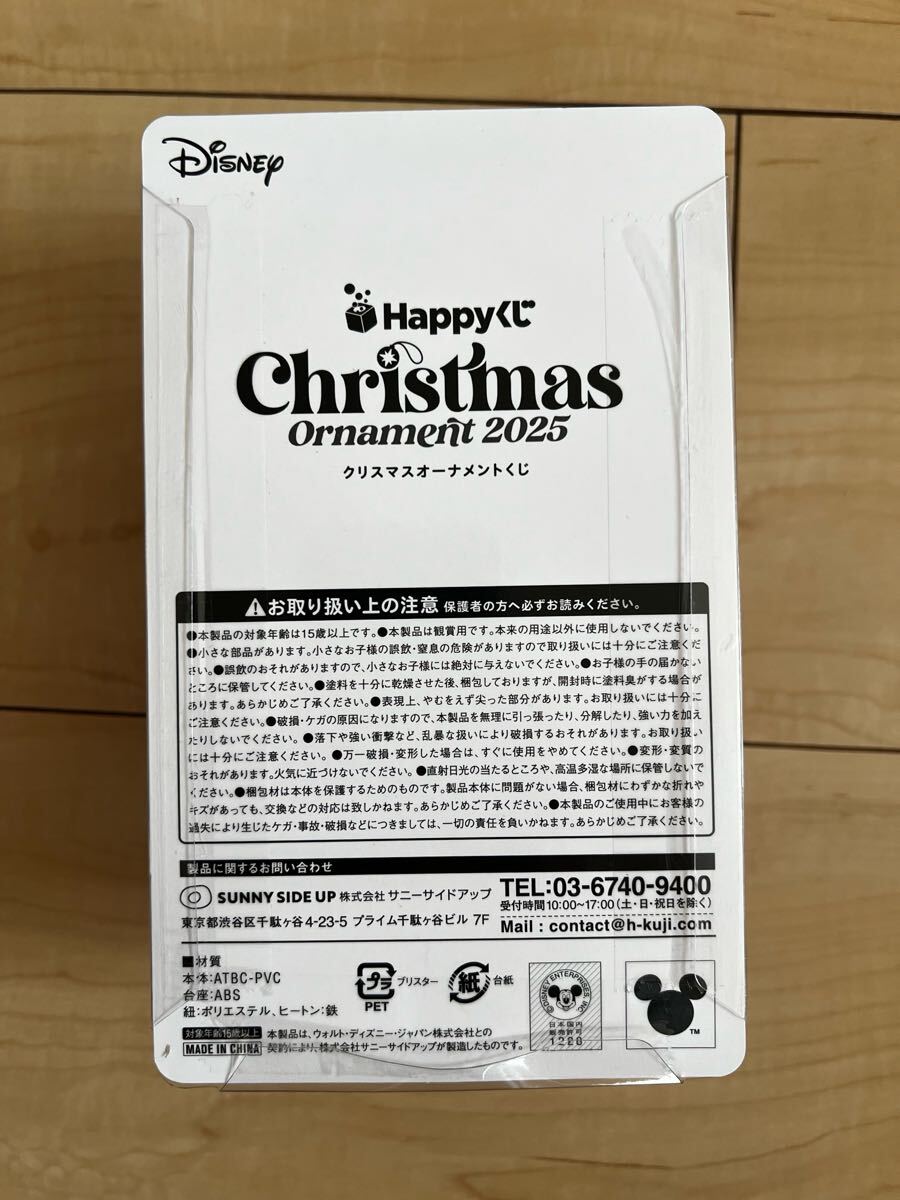 Disney
Happyくじ
Christmas
Ornament 2025
クリスマスオーナメントくじ
お取り扱い上の注意 保護者の方へ必ずお読みください。
●本製品の対象年齢は15歳以上です。●本製品は観賞用です。本来の用途以外に使用しないでください。
●小さな部品があります。小さなお子様の誤飲・窒息の危険がありますので取り扱いには十分にご注意くだ
さい。●誤飲のおそれがありますので、小さなお子様には絶対に与えないでください。●お子様の手の届かない
ところに保管してください。●塗料を十分に乾燥させた後、梱包しておりますが、開封時に塗料臭がする場合が
あります。あらかじめご了承ください。●表現上、やむをえず尖った部分があります。お取り扱いには十分に
ご注意ください。●破損・ケガの原因になりますので、本製品を無理に引っ張ったり、分解したり、強い力を加え
たりしないでください。●落下や強い衝撃など、乱暴な扱いにより破損するおそれがあります。お取り扱い
には十分にご注意ください。●万一破損・変形した場合は、すぐに使用をやめてください。●変形・変質の
おそれがあります。火気に近づけないでください。●直射日光の当たるところや、高温多湿な場所に保管しないで
ください。●梱包材は本体を保護するためのものです。製品本体に問題がない場合、梱包材にわずかな折れや
キズがあっても、交換などの対応は致しかねます。あらかじめご了承ください。●本製品のご使用中にお客様の
過失により生じたケガ・事故・破損などにつきましては、一切の責任を負いかねます。あらかじめご了承ください。
製品に関するお問い合わせ
SUNNY SIDE UP 株式会社 サニーサイドアップ
東京都渋谷区千駄ヶ谷 4-23-5 プライム千駄ヶ谷ビル 7F
TEL:03-6740-9400
受付時間10:00~17:00（土・日・祝日を除く）
Mail : contact@h-kuji.com
■材質
本体:ATBC-PVC
台座:ABS
紐:ポリエステル、ヒートン:鉄
プラ
PET
ブリスター
紙
台紙
©DISNEY ENTERPRISES, INC.
日本国内
販売許可
1220
TM
対象年齢15歳以上
MADE IN CHINA
本製品は、ウォルト・ディズニー・ジャパン株式会社との
契約により、株式会社サニーサイドアップが製造したものです。